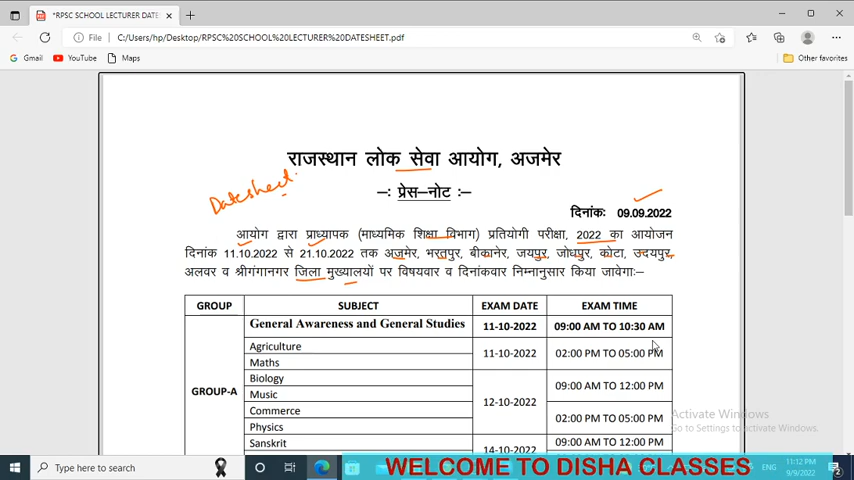 *RPSC SCHOOL LECTURER DATES
File
C:/Users/hp/Desktop/RPSC%20SCHOOL%20LECTURER%20DATESHEET.pdf
Gmail
YouTube
Maps
Other favorites
राजस्थान लोक सेवा आयोग, अजमेर
Datesheet
-: प्रेस–नोट :-
दिनांकः 09.09.2022
आयोग द्वारा प्राध्यापक (माध्यमिक शिक्षा विभाग) प्रतियोगी परीक्षा, 2022 का आयोजन
दिनांक 11.10.2022 से 21.10.2022 तक अजमेर, भरतपुर, बीकानेर, जयपुर, जोधपुर, कोटा, उदयपुर,
अलवर व श्रीगंगानगर जिला मुख्यालयों पर विषयवार व दिनांकवार निम्नानुसार किया जावेगाः-
GROUP SUBJECT EXAM DATE EXAM TIME
General Awareness and General Studies 11-10-2022 09:00 AM TO 10:30 AM
Agriculture
11-10-2022 02:00 PM TO 05:00 PM
Maths
Biology
09:00 AM TO 12:00 PM
GROUP-A
Music
12-10-2022
Commerce
02:00 PM TO 05:00 PM
Physics
Sanskrit 14-10-2022 09:00 AM TO 12:00 PM
Activate Windows
Go to Settings to activate Windows.
Type here to search
WELCOME TO DISHA CLASSES
ENG
11:12 PM
9/9/2022
2